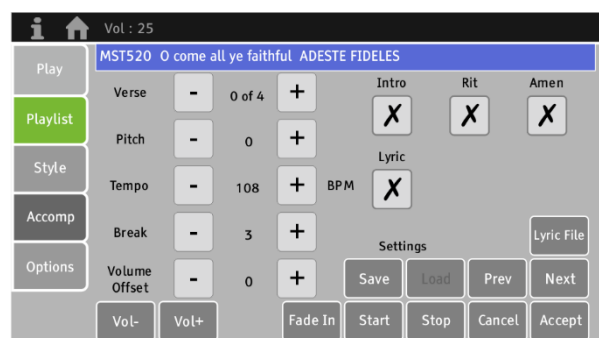 Vol : 25
MST520 O come all ye faithful ADESTE FIDELES
Play
Playlist
Style
Accomp
Options
Verse - 0 of 4 +
Pitch - 0 +
Tempo - 108 + BPM
Break - 3 +
Volume Offset - 0 +
Intro Rit Amen
✗ ✗ ✗
Lyric
✗
Settings
Lyric File
Save Load Prev Next
Vol- Vol+ Fade In Start Stop Cancel Accept